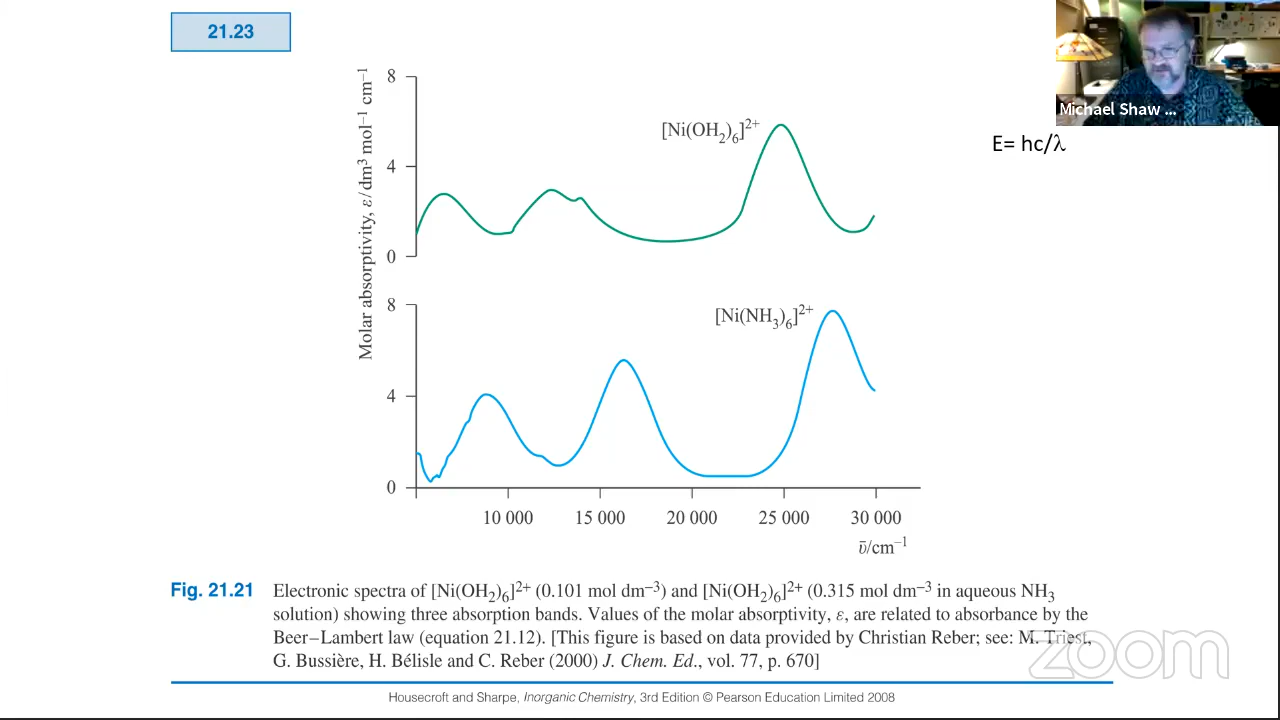 21.23
Michael Shaw ...
E= hc/λ
Molar absorptivity, ε/dm³ mol⁻¹ cm⁻¹
8
4
0
[Ni(OH₂)₆]²⁺
8
4
0
[Ni(NH₃)₆]²⁺
10 000 15 000 20 000 25 000 30 000
ῡ/cm⁻¹
Fig. 21.21 Electronic spectra of [Ni(OH₂)₆]²⁺ (0.101 mol dm⁻³) and [Ni(OH₂)₆]²⁺ (0.315 mol dm⁻³ in aqueous NH₃
solution) showing three absorption bands. Values of the molar absorptivity, ε, are related to absorbance by the
Beer–Lambert law (equation 21.12). [This figure is based on data provided by Christian Reber; see: M. Triest,
G. Bussière, H. Bélisle and C. Reber (2000) J. Chem. Ed., vol. 77, p. 670]
zoom
Housecroft and Sharpe, Inorganic Chemistry, 3rd Edition © Pearson Education Limited 2008